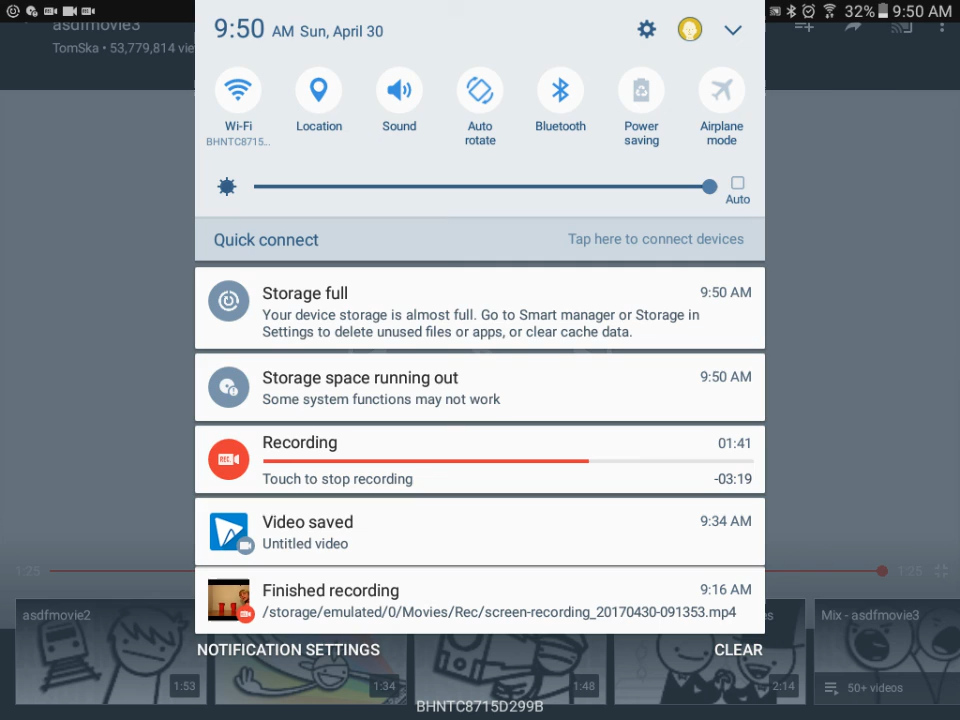 32% 9:50 AM
asdfmovie3
TomSka • 53,779,814 vie
9:50 AM Sun, April 30
Wi-Fi
BHNTC8715...
Location
Sound
Auto
rotate
Bluetooth
Power
saving
Airplane
mode
Auto
Quick connect
Tap here to connect devices
Storage full
9:50 AM
Your device storage is almost full. Go to Smart manager or Storage in
Settings to delete unused files or apps, or clear cache data.
Storage space running out
9:50 AM
Some system functions may not work
REC
Recording
01:41
Touch to stop recording
-03:19
Video saved
9:34 AM
Untitled video
Finished recording
9:16 AM
/storage/emulated/0/Movies/Rec/screen-recording_20170430-091353.mp4
1:25
1:25
NOTIFICATION SETTINGS
CLEAR
asdfmovie2
1:53
1:34
1:48
es
2:14
Mix - asdfmovie3
50+ videos
BHNTC8715D299B